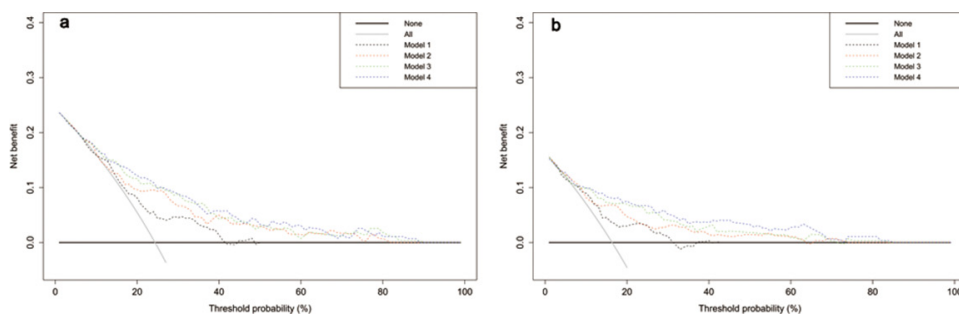 a
None
All
Model 1
Model 2
Model 3
Model 4
Net benefit
0.4
0.3
0.2
0.1
0.0
0 20 40 60 80 100
Threshold probability (%)
b
None
All
Model 1
Model 2
Model 3
Model 4
Net benefit
0.4
0.3
0.2
0.1
0.0
0 20 40 60 80 100
Threshold probability (%)